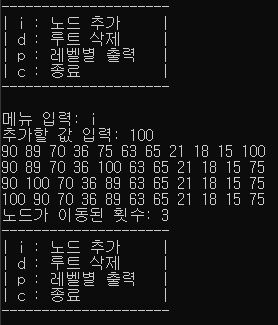 --------------------
| i : 노드 추가      |
| d : 루트 삭제      |
| p : 레벨별 출력    |
| c : 종료           |
--------------------
메뉴 입력: i
추가할 값 입력: 100
90 89 70 36 75 63 65 21 18 15 100
90 89 70 36 100 63 65 21 18 15 75
90 100 70 36 89 63 65 21 18 15 75
100 90 70 36 89 63 65 21 18 15 75
노드가 이동된 횟수: 3
--------------------
| i : 노드 추가      |
| d : 루트 삭제      |
| p : 레벨별 출력    |
| c : 종료           |
--------------------